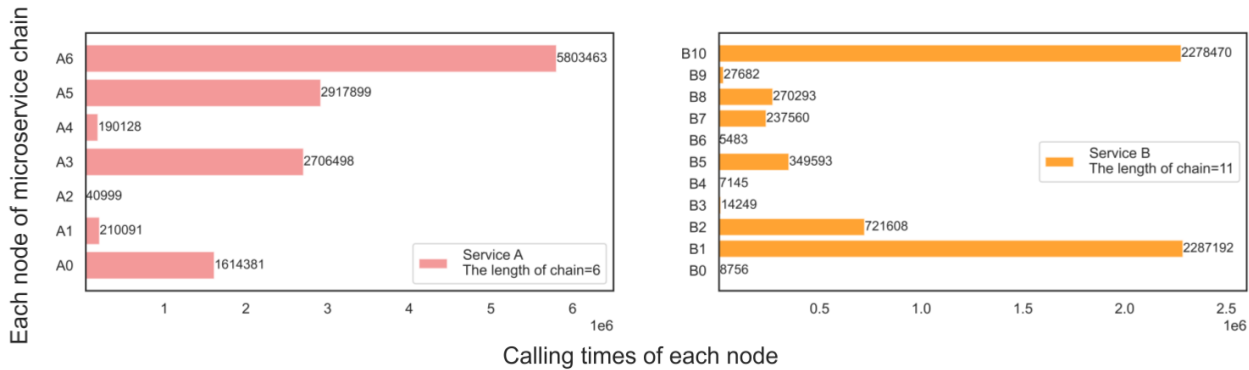 Each node of microservice chain
A6
5803463
A5
2917899
A4
190128
A3
2706498
A2
40999
A1
210091
A0
1614381
Service A
The length of chain=6
1 2 3 4 5 6
1e6
B10
2278470
B9
27682
B8
270293
B7
237560
B6
5483
B5
349593
B4
7145
B3
14249
B2
721608
B1
2287192
B0
8756
Service B
The length of chain=11
0.5 1.0 1.5 2.0 2.5
1e6
Calling times of each node